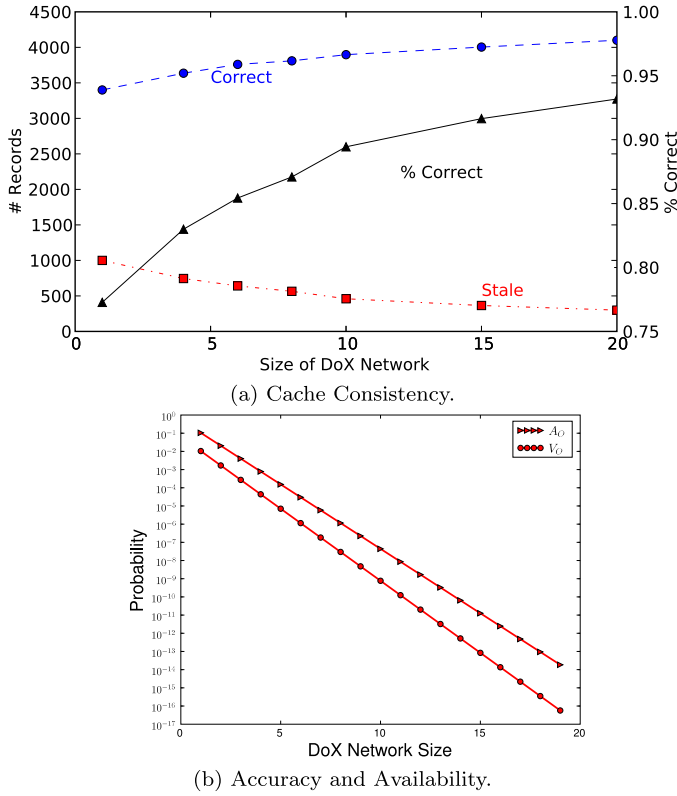 4500
4000
3500
3000
2500
2000
1500
1000
500
0
# Records
1.00
0.95
0.90
0.85
0.80
0.75
% Correct
Correct
% Correct
Stale
0 5 10 15 20
Size of DoX Network
(a) Cache Consistency.
10^0
10^-1
10^-2
10^-3
10^-4
10^-5
10^-6
10^-7
10^-8
10^-9
10^-10
10^-11
10^-12
10^-13
10^-14
10^-15
10^-16
10^-17
Probability
A_O
V_O
0 5 10 15 20
DoX Network Size
(b) Accuracy and Availability.